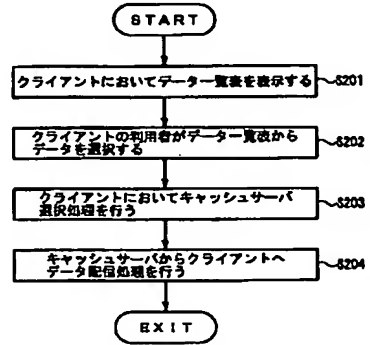 START
クライアントにおいてデータ一覧表を表示する
S201
クライアントの利用者がデータ一覧表から
データを選択する
S202
クライアントにおいてキャッシュサーバ
選択処理を行う
S203
キャッシュサーバからクライアントへ
データ配信処理を行う
S204
EXIT